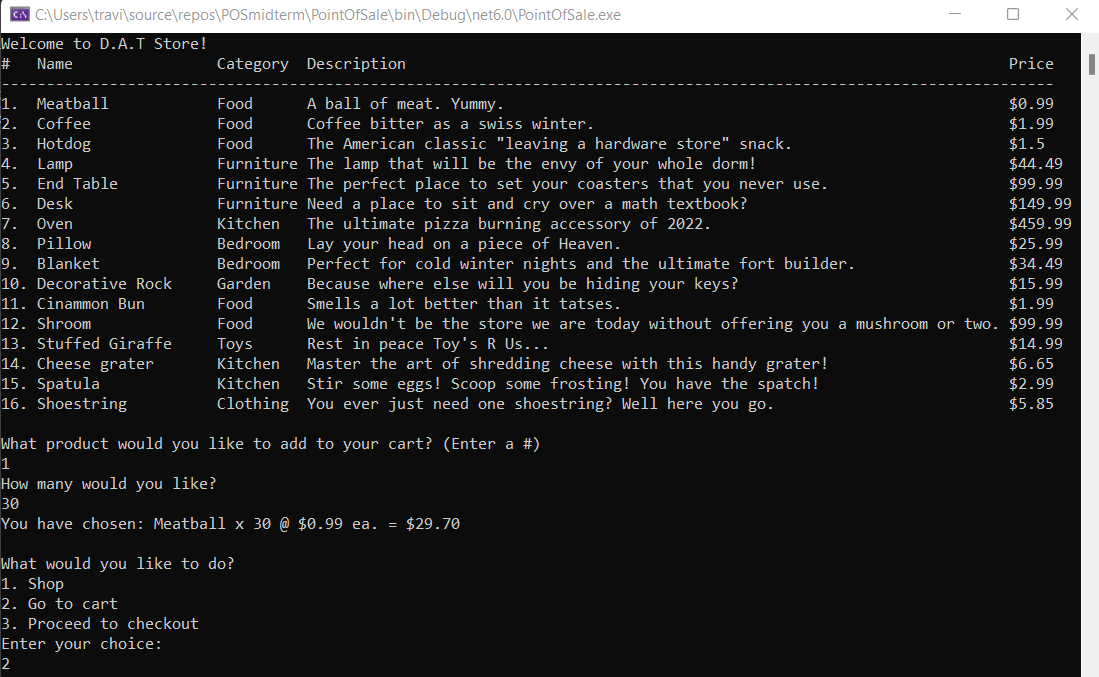 C:\Users\travi\source\repos\POSmidterm\PointOfSale\bin\Debug\net6.0\PointOfSale.exe
Welcome to D.A.T Store!
#   Name                Category  Description                                                                   Price
---------------------------------------------------------------------------------------------------------------------
1.  Meatball            Food      A ball of meat. Yummy.                                                        $0.99
2.  Coffee              Food      Coffee bitter as a swiss winter.                                              $1.99
3.  Hotdog              Food      The American classic "leaving a hardware store" snack.                        $1.5
4.  Lamp                Furniture The lamp that will be the envy of your whole dorm!                            $44.49
5.  End Table           Furniture The perfect place to set your coasters that you never use.                    $99.99
6.  Desk                Furniture Need a place to sit and cry over a math textbook?                             $149.99
7.  Oven                Kitchen   The ultimate pizza burning accessory of 2022.                                 $459.99
8.  Pillow              Bedroom   Lay your head on a piece of Heaven.                                           $25.99
9.  Blanket             Bedroom   Perfect for cold winter nights and the ultimate fort builder.                 $34.49
10. Decorative Rock     Garden    Because where else will you be hiding your keys?                              $15.99
11. Cinammon Bun        Food      Smells a lot better than it tatses.                                           $1.99
12. Shroom              Food      We wouldn't be the store we are today without offering you a mushroom or two. $99.99
13. Stuffed Giraffe     Toys      Rest in peace Toy's R Us...                                                   $14.99
14. Cheese grater       Kitchen   Master the art of shredding cheese with this handy grater!                    $6.65
15. Spatula             Kitchen   Stir some eggs! Scoop some frosting! You have the spatch!                     $2.99
16. Shoestring          Clothing  You ever just need one shoestring? Well here you go.                          $5.85
What product would you like to add to your cart? (Enter a #)
1
How many would you like?
30
You have chosen: Meatball x 30 @ $0.99 ea. = $29.70
What would you like to do?
1. Shop
2. Go to cart
3. Proceed to checkout
Enter your choice:
2